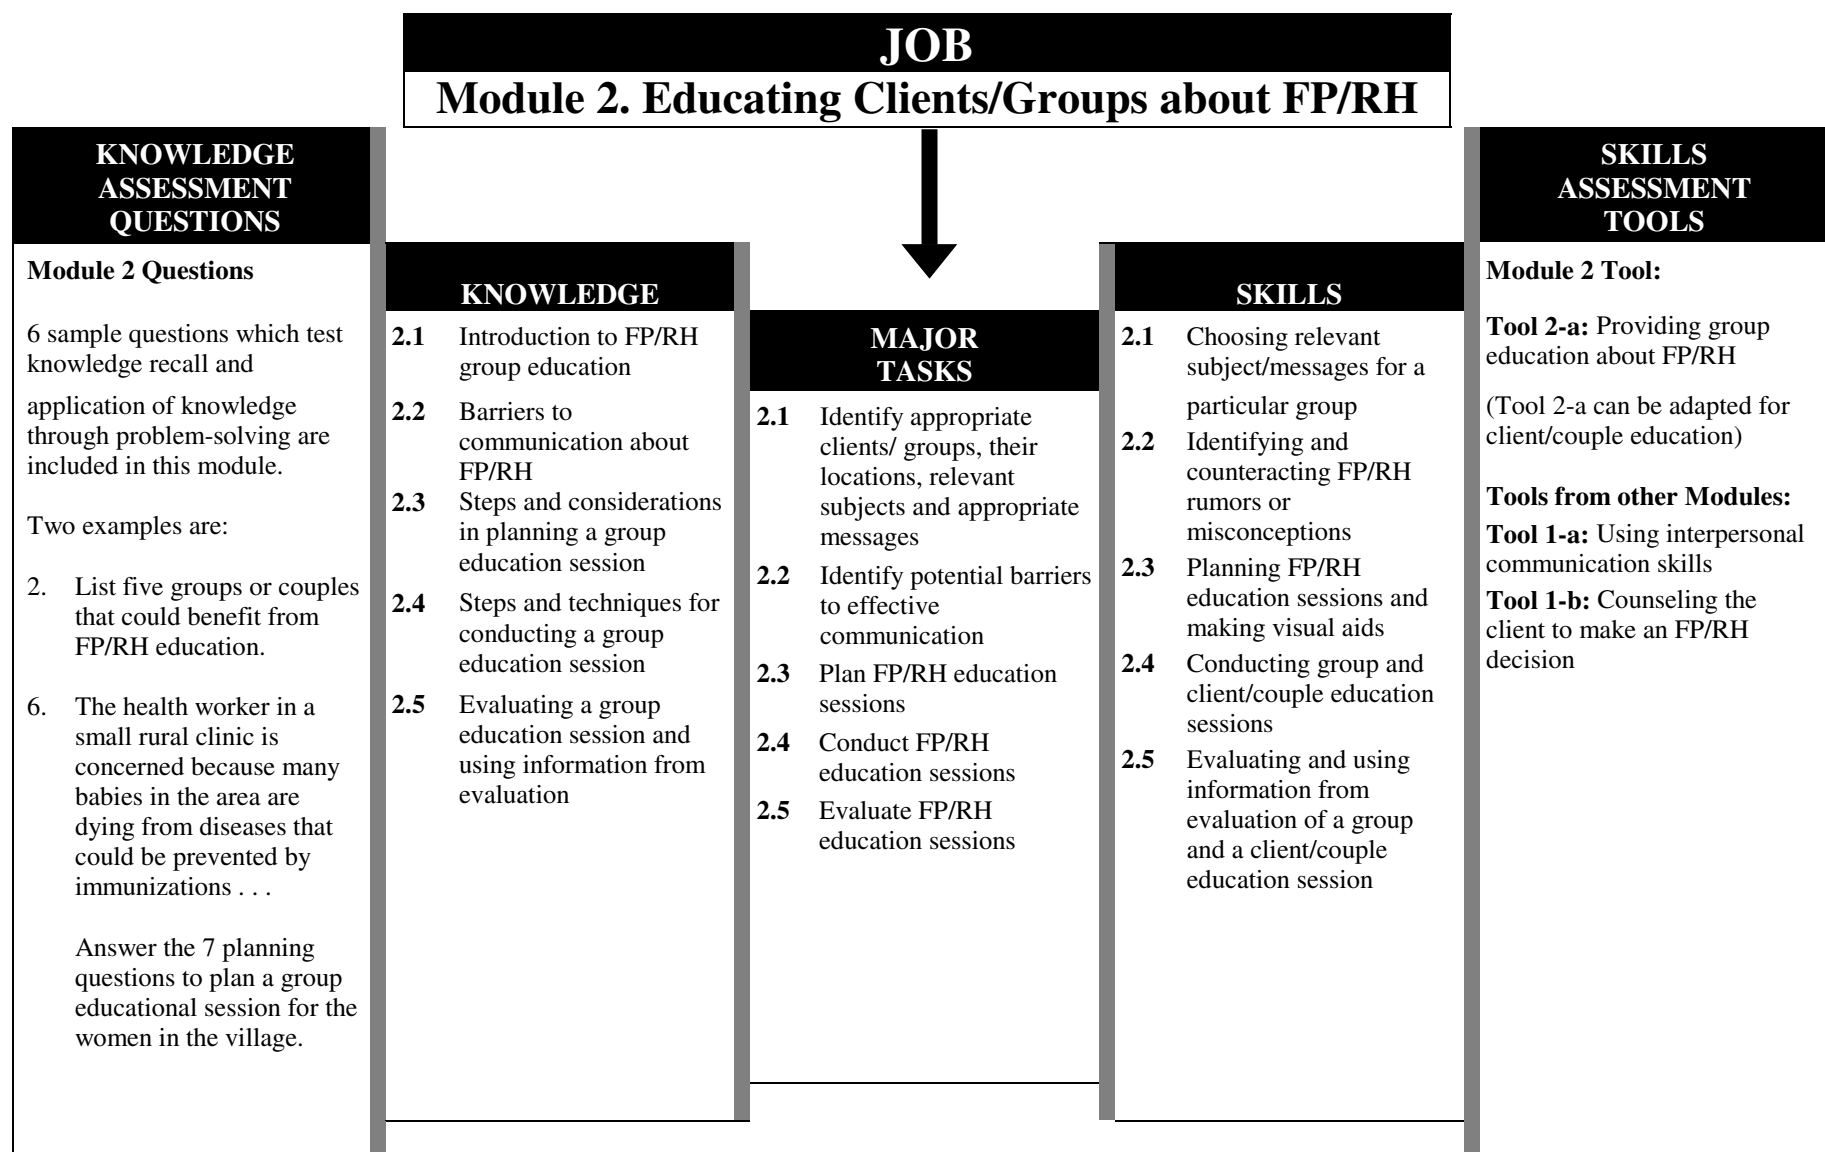 JOB
Module 2. Educating Clients/Groups about FP/RH
KNOWLEDGE
ASSESSMENT
QUESTIONS
Module 2 Questions
6 sample questions which test
knowledge recall and
application of knowledge
through problem-solving are
included in this module.
Two examples are:
2. List five groups or couples
that could benefit from
FP/RH education.
6. The health worker in a
small rural clinic is
concerned because many
babies in the area are
dying from diseases that
could be prevented by
immunizations . . .
Answer the 7 planning
questions to plan a group
educational session for the
women in the village.
KNOWLEDGE
2.1 Introduction to FP/RH
group education
2.2 Barriers to
communication about
FP/RH
2.3 Steps and considerations
in planning a group
education session
2.4 Steps and techniques for
conducting a group
education session
2.5 Evaluating a group
education session and
using information from
evaluation
MAJOR
TASKS
2.1 Identify appropriate
clients/ groups, their
locations, relevant
subjects and appropriate
messages
2.2 Identify potential barriers
to effective
communication
2.3 Plan FP/RH education
sessions
2.4 Conduct FP/RH
education sessions
2.5 Evaluate FP/RH
education sessions
SKILLS
2.1 Choosing relevant
subject/messages for a
particular group
2.2 Identifying and
counteracting FP/RH
rumors or
misconceptions
2.3 Planning FP/RH
education sessions and
making visual aids
2.4 Conducting group and
client/couple education
sessions
2.5 Evaluating and using
information from
evaluation of a group
and a client/couple
education session
SKILLS
ASSESSMENT
TOOLS
Module 2 Tool:
Tool 2-a: Providing group
education about FP/RH
(Tool 2-a can be adapted for
client/couple education)
Tools from other Modules:
Tool 1-a: Using interpersonal
communication skills
Tool 1-b: Counseling the
client to make an FP/RH
decision